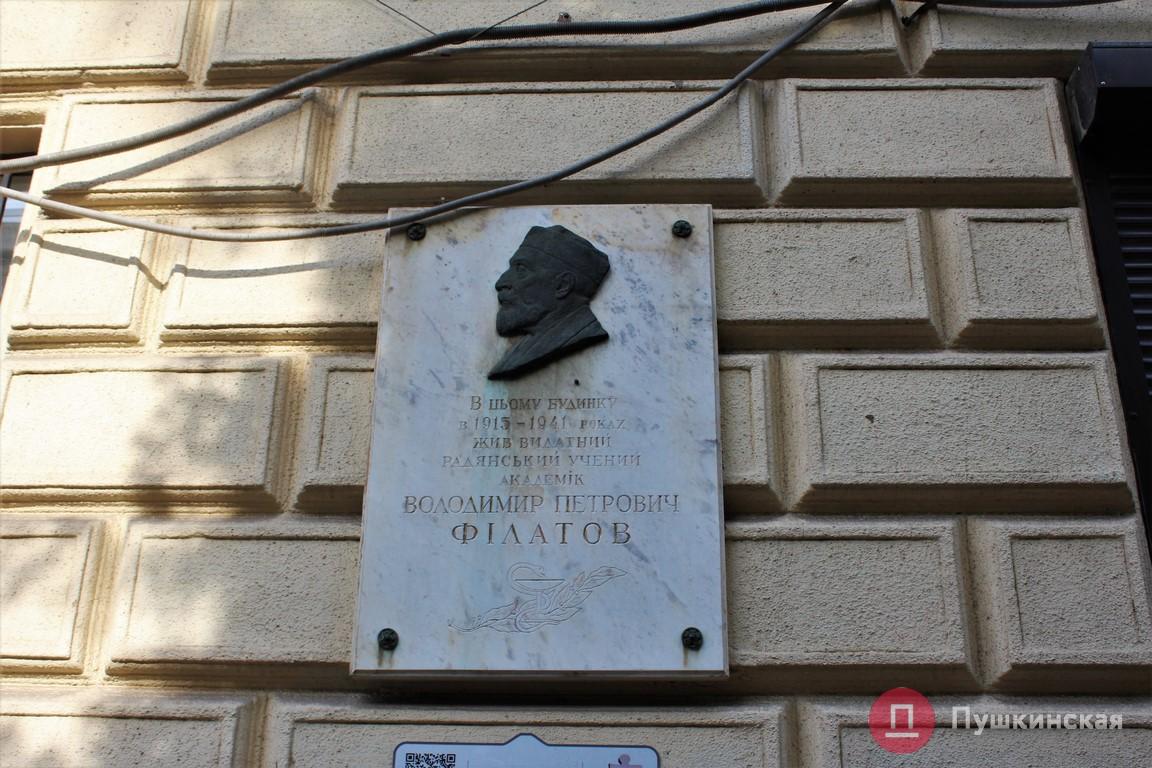 В ЦЬОМУ БУДИНКУ
В 1915-1941 РОКАХ
ЖИВ ВИДАТНИЙ
РАДЯНСЬКИЙ УЧЕНИЙ
АКАДЕМІК
ВОЛОДИМИР ПЕТРОВИЧ
ФІЛАТОВ
Пушкинская